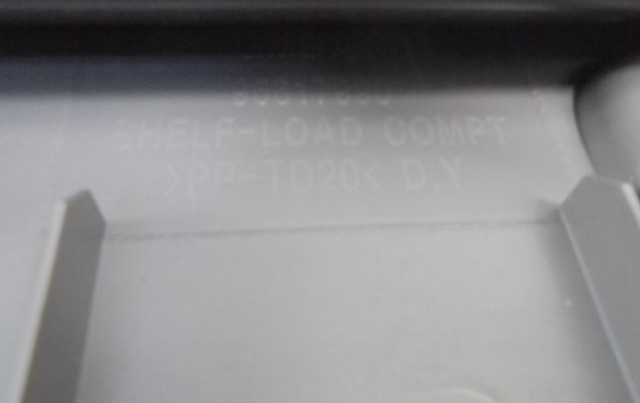 SHELF-LOAD COMPT
>PP-TD20< D.Y